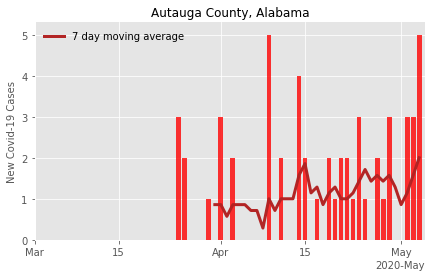 Autauga County, Alabama
7 day moving average
New Covid-19 Cases
5
4
3
2
1
0
Mar
15
Apr
15
May
2020-May